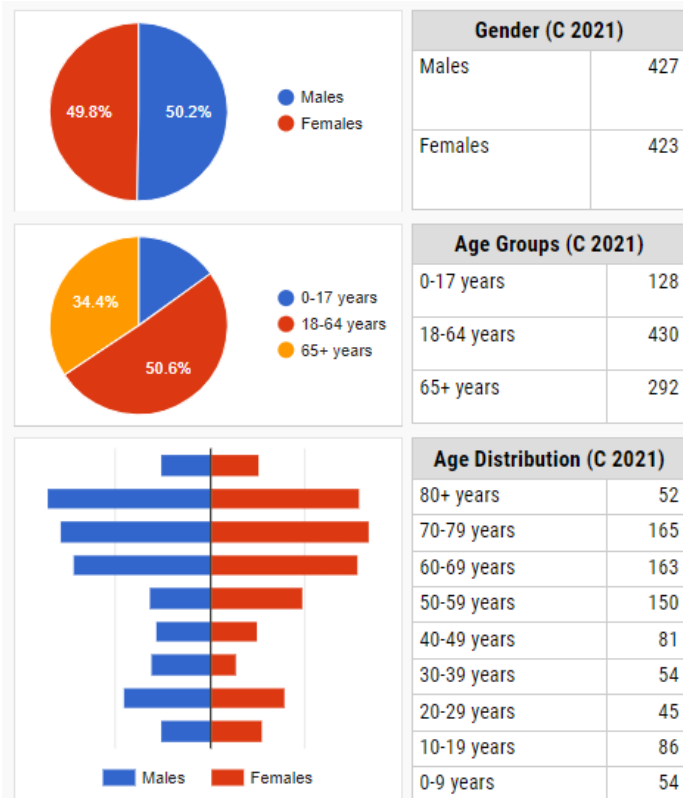 49.8%
50.2%
Males
Females
Gender (C 2021)
Males 427
Females 423
34.4%
50.6%
0-17 years
18-64 years
65+ years
Age Groups (C 2021)
0-17 years 128
18-64 years 430
65+ years 292
Males
Females
Age Distribution (C 2021)
80+ years 52
70-79 years 165
60-69 years 163
50-59 years 150
40-49 years 81
30-39 years 54
20-29 years 45
10-19 years 86
0-9 years 54